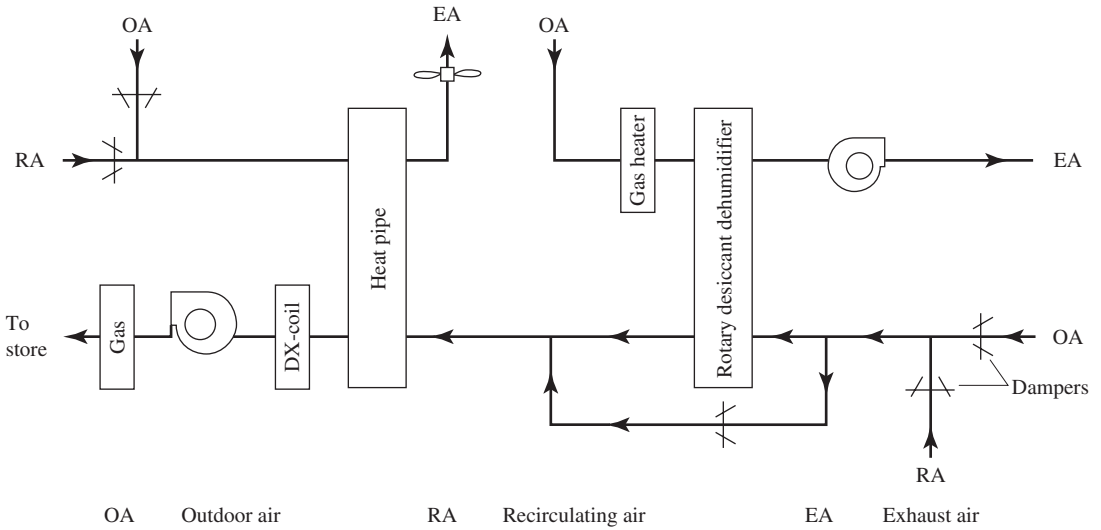 OA
EA
OA
RA
Heat pipe
Gas heater
Rotary desiccant dehumidifier
EA
To
store
Gas
DX-coil
OA
Dampers
RA
OA Outdoor air RA Recirculating air EA Exhaust air